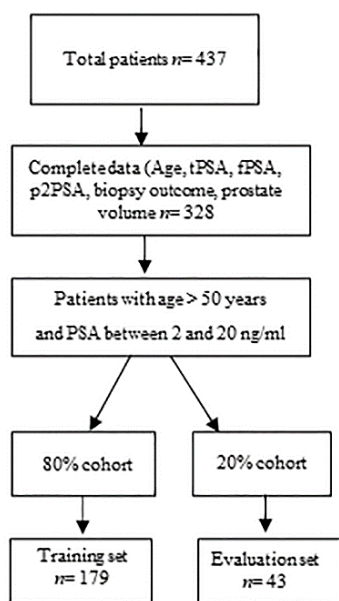 Total patients n= 437
Complete data (Age, tPSA, fPSA,
p2PSA, biopsy outcome, prostate
volume n= 328
Patients with age > 50 years
and PSA between 2 and 20 ng/ml
80% cohort
20% cohort
Training set
n= 179
Evaluation set
n= 43